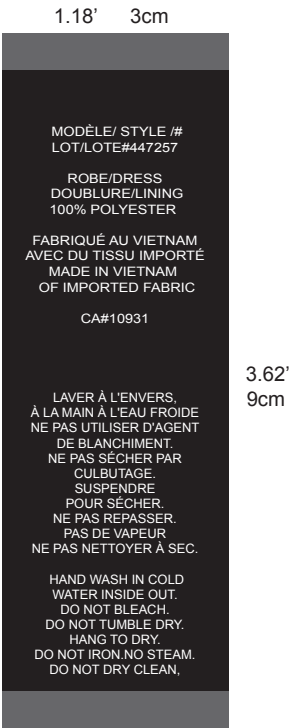 1.18' 3cm
MODÈLE/ STYLE /#
LOT/LOTE#447257
ROBE/DRESS
DOUBLURE/LINING
100% POLYESTER
FABRIQUÉ AU VIETNAM
AVEC DU TISSU IMPORTÉ
MADE IN VIETNAM
OF IMPORTED FABRIC
CA#10931
3.62'
9cm
LAVER À L'ENVERS,
À LA MAIN À L'EAU FROIDE
NE PAS UTILISER D'AGENT
DE BLANCHIMENT.
NE PAS SÉCHER PAR
CULBUTAGE.
SUSPENDRE
POUR SÉCHER.
NE PAS REPASSER.
PAS DE VAPEUR
NE PAS NETTOYER À SEC.
HAND WASH IN COLD
WATER INSIDE OUT.
DO NOT BLEACH.
DO NOT TUMBLE DRY.
HANG TO DRY.
DO NOT IRON.NO STEAM.
DO NOT DRY CLEAN,